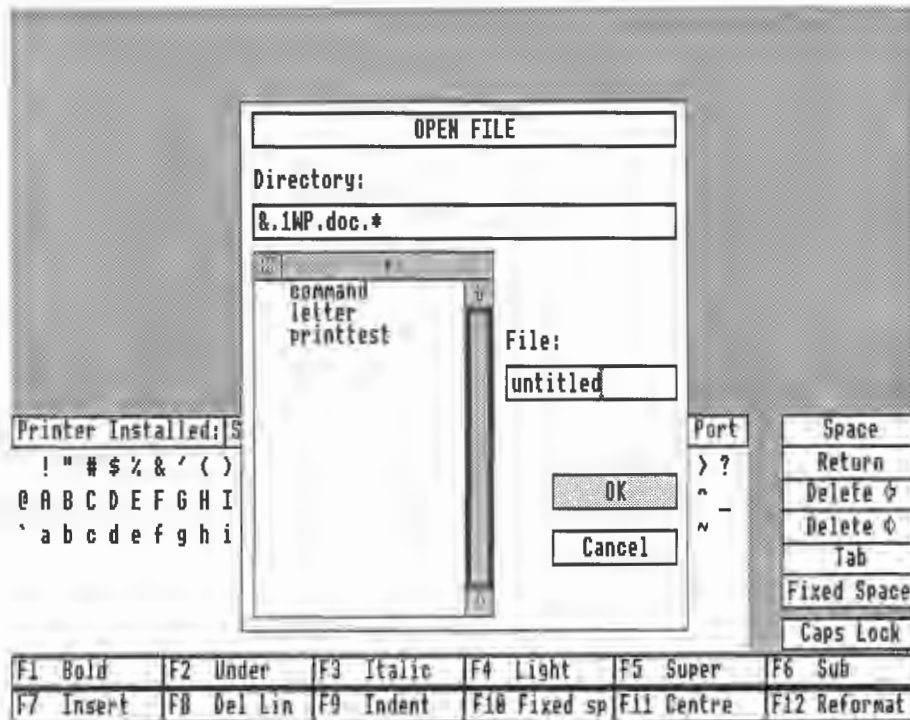 OPEN FILE
Directory:
&.1WP.doc.*
command
letter
printtest
File:
untitled
OK
Cancel
Printer Installed: S
Port
! " # $ % & ' ( )
> ?
@ A B C D E F G H I
^ _
` a b c d e f g h i
~
Space
Return
Delete
Delete
Tab
Fixed Space
Caps Lock
F1 Bold F2 Under F3 Italic F4 Light F5 Super F6 Sub
F7 Insert F8 Del Lin F9 Indent F10 Fixed sp F11 Centre F12 Reformat